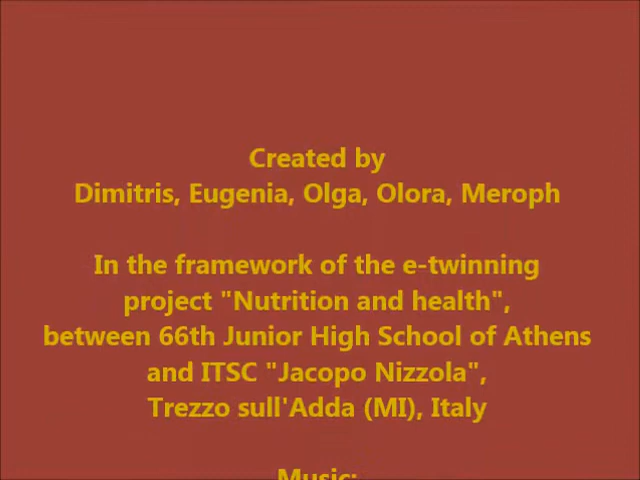 Created by
Dimitris, Eugenia, Olga, Olora, Meroph
In the framework of the e-twinning
project "Nutrition and health",
between 66th Junior High School of Athens
and ITSC "Jacopo Nizzola",
Trezzo sull'Adda (MI), Italy
Music: